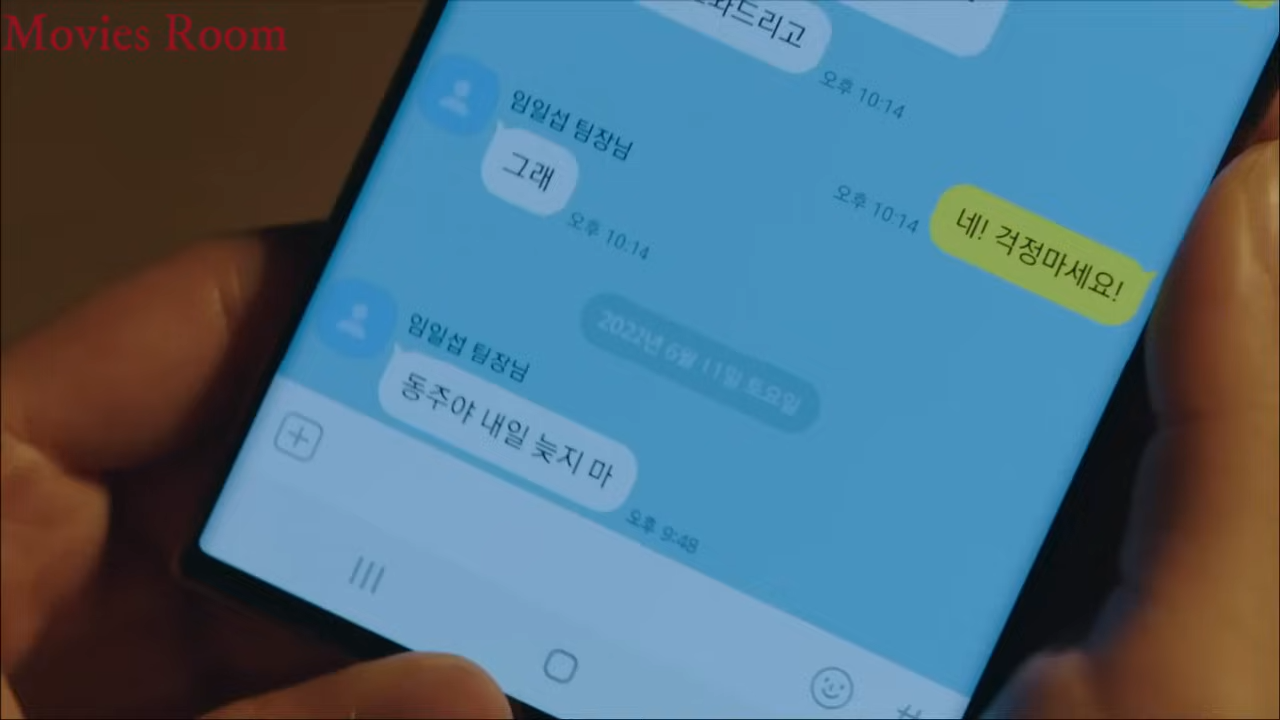 Movies Room
와드리고
오후 10:14
임일섭 팀장님
그래
오후 10:14
오후 10:14
네! 걱정마세요!
2022년 6월 11일 토요일
임일섭 팀장님
동주야 내일 늦지 마
오후 9:48